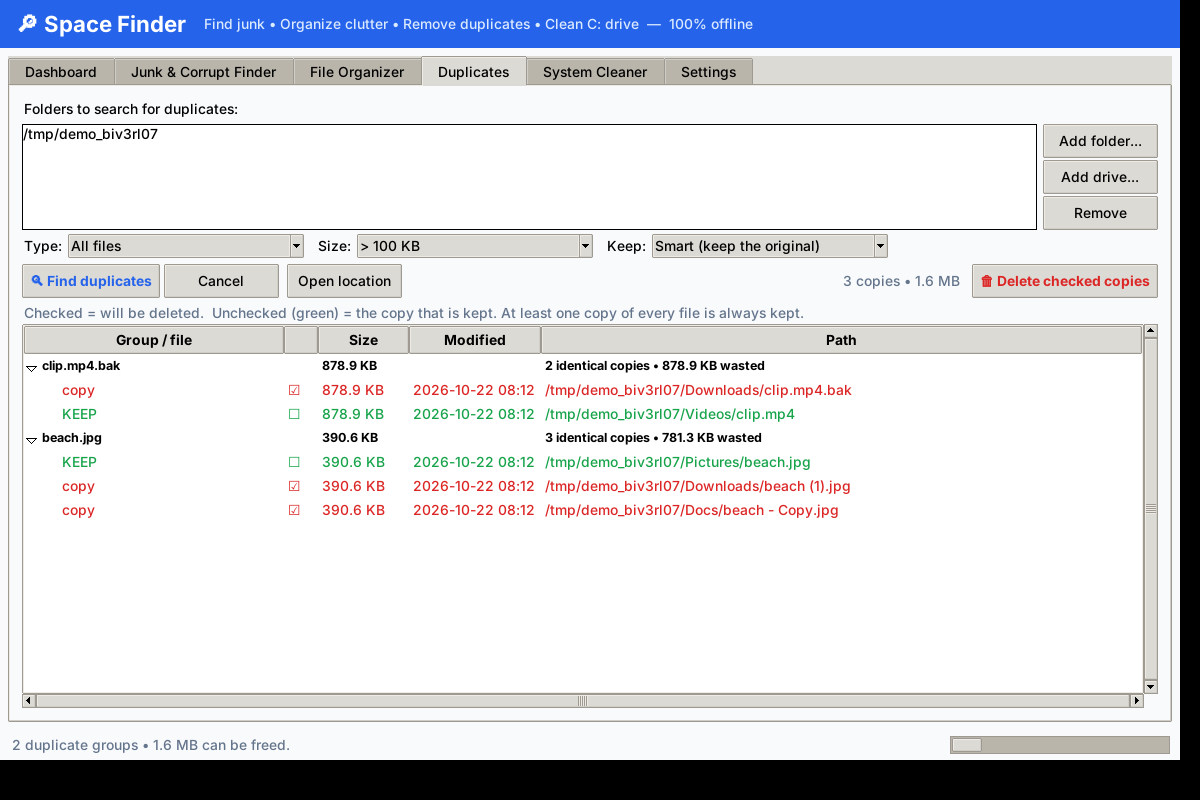 🔎 Space Finder Find junk • Organize clutter • Remove duplicates • Clean C: drive — 100% offline
Dashboard Junk & Corrupt Finder File Organizer Duplicates System Cleaner Settings
Folders to search for duplicates:
/tmp/demo_biv3rl07
Add folder...
Add drive...
Remove
Type: All files Size: > 100 KB Keep: Smart (keep the original)
🔍 Find duplicates Cancel Open location 3 copies • 1.6 MB 🗑 Delete checked copies
Checked = will be deleted. Unchecked (green) = the copy that is kept. At least one copy of every file is always kept.
Group / file Size Modified Path
clip.mp4.bak 878.9 KB 2 identical copies • 878.9 KB wasted
copy ☑ 878.9 KB 2026-10-22 08:12 /tmp/demo_biv3rl07/Downloads/clip.mp4.bak
KEEP ☐ 878.9 KB 2026-10-22 08:12 /tmp/demo_biv3rl07/Videos/clip.mp4
beach.jpg 390.6 KB 3 identical copies • 781.3 KB wasted
KEEP ☐ 390.6 KB 2026-10-22 08:12 /tmp/demo_biv3rl07/Pictures/beach.jpg
copy ☑ 390.6 KB 2026-10-22 08:12 /tmp/demo_biv3rl07/Downloads/beach (1).jpg
copy ☑ 390.6 KB 2026-10-22 08:12 /tmp/demo_biv3rl07/Docs/beach - Copy.jpg
2 duplicate groups • 1.6 MB can be freed.